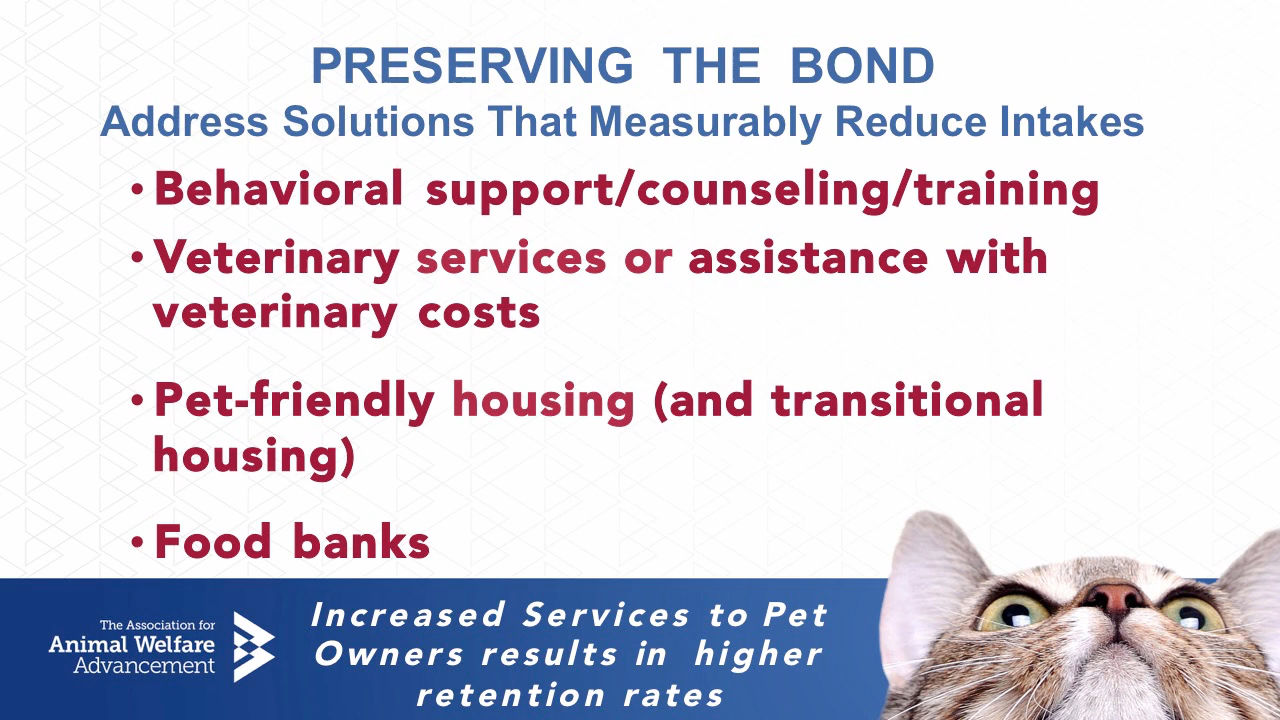 PRESERVING THE BOND
Address Solutions That Measurably Reduce Intakes
• Behavioral support/counseling/training
• Veterinary services or assistance with
veterinary costs
• Pet-friendly housing (and transitional
housing)
• Food banks
The Association for
Animal Welfare
Advancement
Increased Services to Pet
Owners results in higher
retention rates